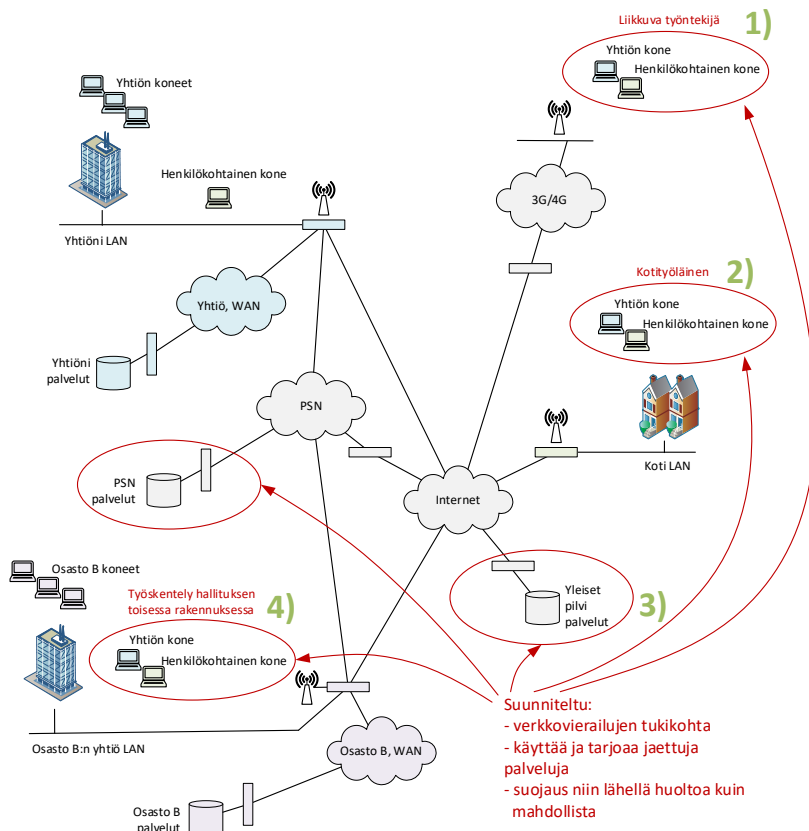 Liikkuva työntekijä
1)
Yhtiön kone
Henkilökohtainen kone
Yhtiön koneet
Henkilökohtainen kone
3G/4G
Yhtiöni LAN
Kotityöläinen
2)
Yhtiön kone
Henkilökohtainen kone
Yhtiö, WAN
Yhtiöni
palvelut
PSN
Koti LAN
PSN
palvelut
Internet
Osasto B koneet
Yleiset
pilvi
palvelut
3)
Työskentely hallituksen
toisessa rakennuksessa
4)
Yhtiön kone
Henkilökohtainen kone
Osasto B:n yhtiö LAN
Osasto B, WAN
Osasto B
palvelut
Suunniteltu:
- verkkovierailujen tukikohta
- käyttää ja tarjoaa jaettuja
palveluja
- suojaus niin lähellä huoltoa kuin
mahdollista